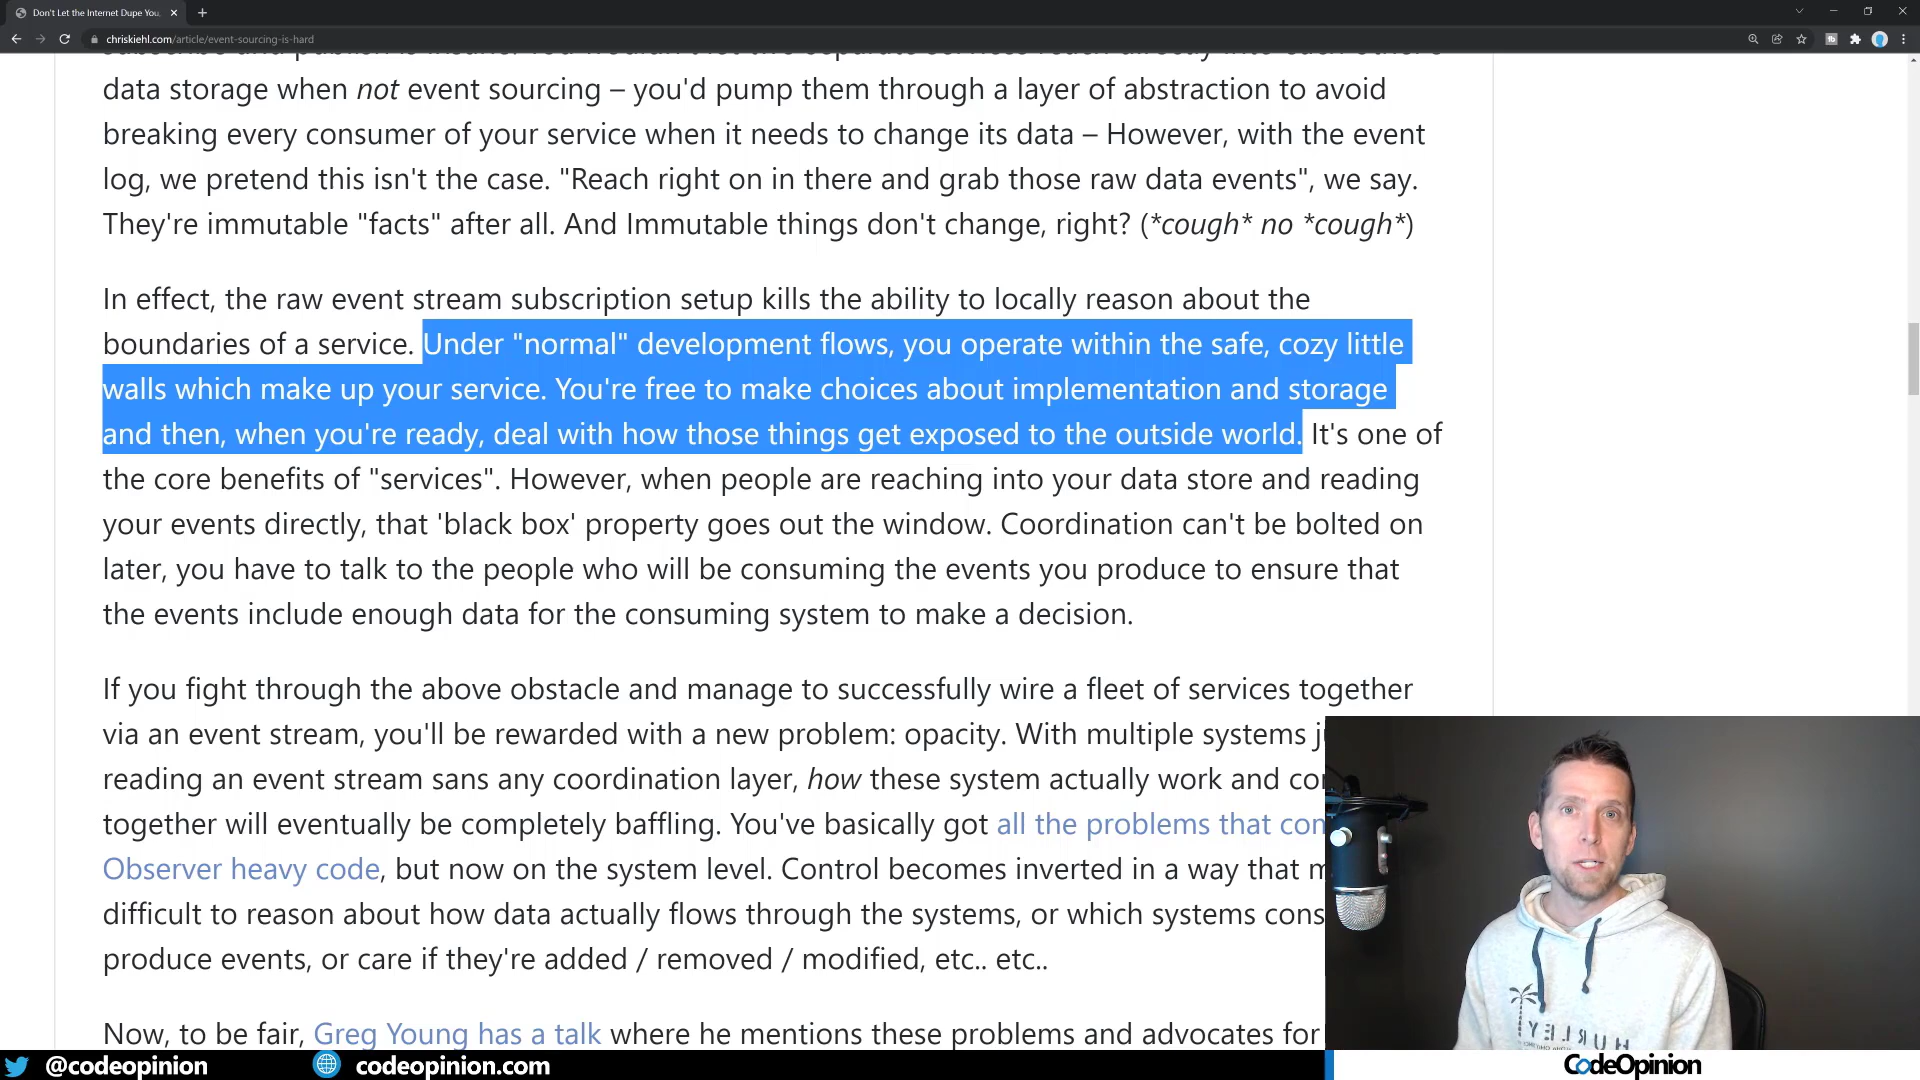 Don't Let the Internet Dupe You,
chriskiehl.com/article/event-sourcing-is-hard
data storage when not event sourcing – you'd pump them through a layer of abstraction to avoid
breaking every consumer of your service when it needs to change its data – However, with the event
log, we pretend this isn't the case. "Reach right on in there and grab those raw data events", we say.
They're immutable "facts" after all. And Immutable things don't change, right? (*cough* no *cough*)
In effect, the raw event stream subscription setup kills the ability to locally reason about the
boundaries of a service. Under "normal" development flows, you operate within the safe, cozy little
walls which make up your service. You're free to make choices about implementation and storage
and then, when you're ready, deal with how those things get exposed to the outside world. It's one of
the core benefits of "services". However, when people are reaching into your data store and reading
your events directly, that 'black box' property goes out the window. Coordination can't be bolted on
later, you have to talk to the people who will be consuming the events you produce to ensure that
the events include enough data for the consuming system to make a decision.
If you fight through the above obstacle and manage to successfully wire a fleet of services together
via an event stream, you'll be rewarded with a new problem: opacity. With multiple systems
reading an event stream sans any coordination layer, how these system actually work and
together will eventually be completely baffling. You've basically got all the problems that
Observer heavy code, but now on the system level. Control becomes inverted in a way that
difficult to reason about how data actually flows through the systems, or which systems
produce events, or care if they're added / removed / modified, etc.. etc..
Now, to be fair, Greg Young has a talk where he mentions these problems and advocates for
HURLEY
@codeopinion
codeopinion.com
CodeOpinion